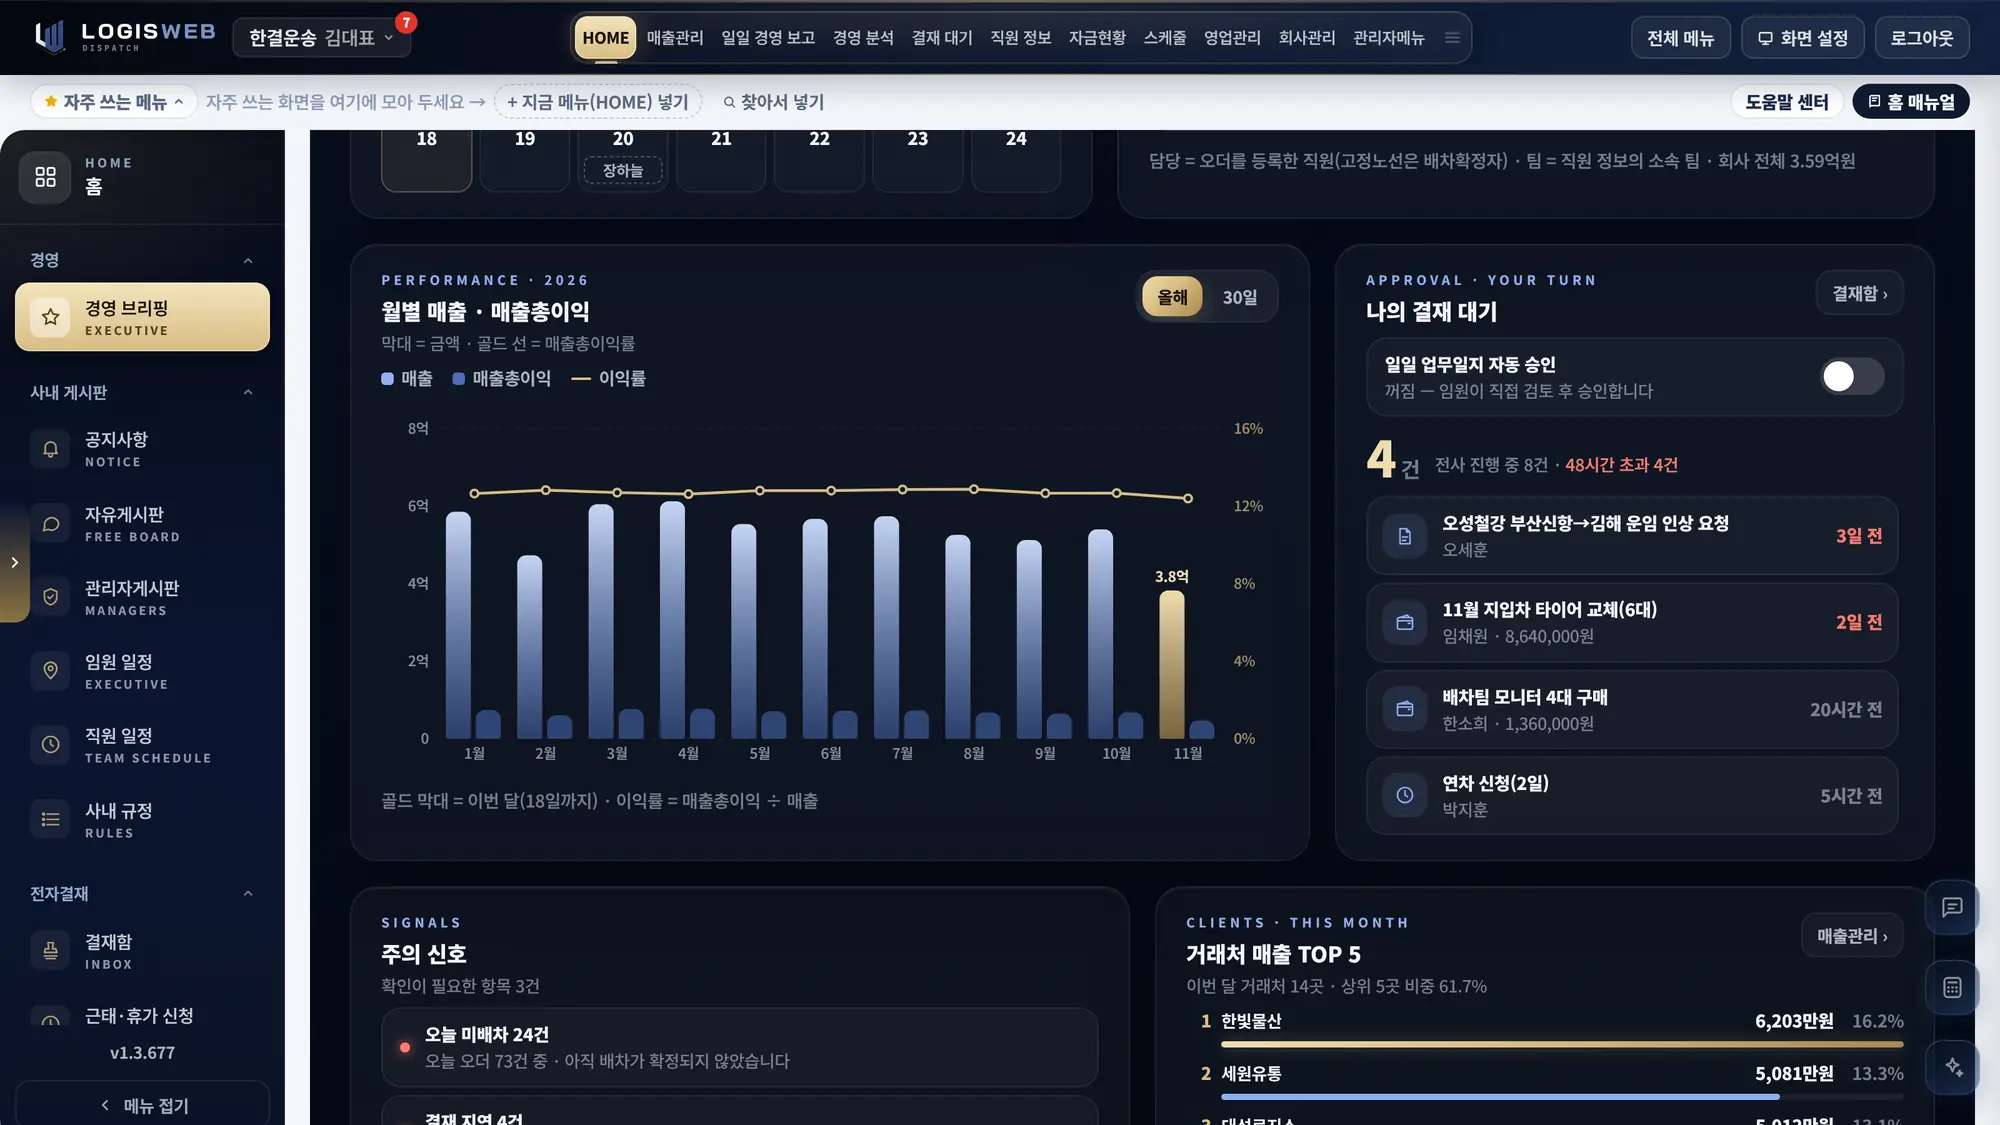 LOGISWEB
DISPATCH
한결운송 김대표
7
HOME 매출관리 일일 경영 보고 경영 분석 결재 대기 직원 정보 자금현황 스케줄 영업관리 회사관리 관리자메뉴
전체 메뉴
화면 설정
로그아웃
자주 쓰는 메뉴
자주 쓰는 화면을 여기에 모아 두세요 →
+ 지금 메뉴(HOME) 넣기
찾아서 넣기
도움말 센터
홈 매뉴얼
HOME
홈
경영
경영 브리핑
EXECUTIVE
사내 게시판
공지사항
NOTICE
자유게시판
FREE BOARD
관리자게시판
MANAGERS
임원 일정
EXECUTIVE
직원 일정
TEAM SCHEDULE
사내 규정
RULES
전자결재
결재함
INBOX
근태·휴가 신청
v1.3.677
메뉴 접기
18 19 20 21 22 23 24
장하늘
담당 = 오더를 등록한 직원(고정노선은 배차확정자) · 팀 = 직원 정보의 소속 팀 · 회사 전체 3.59억원
PERFORMANCE · 2026
월별 매출 · 매출총이익
막대 = 금액 · 골드 선 = 매출총이익률
올해 30일
매출 매출총이익 이익률
8억 16%
6억 12%
4억 8%
2억 4%
0 0%
3.8억
1월 2월 3월 4월 5월 6월 7월 8월 9월 10월 11월
골드 막대 = 이번 달(18일까지) · 이익률 = 매출총이익 ÷ 매출
APPROVAL · YOUR TURN
나의 결재 대기
결재함 ›
일일 업무일지 자동 승인
꺼짐 — 임원이 직접 검토 후 승인합니다
4건 전사 진행 중 8건 · 48시간 초과 4건
오성철강 부산신항→김해 운임 인상 요청
오세훈
3일 전
11월 지입차 타이어 교체(6대)
임채원 · 8,640,000원
2일 전
배차팀 모니터 4대 구매
한소희 · 1,360,000원
20시간 전
연차 신청(2일)
박지훈
5시간 전
SIGNALS
주의 신호
확인이 필요한 항목 3건
오늘 미배차 24건
오늘 오더 73건 중 · 아직 배차가 확정되지 않았습니다
결재 지연 4건
CLIENTS · THIS MONTH
거래처 매출 TOP 5
매출관리 ›
이번 달 거래처 14곳 · 상위 5곳 비중 61.7%
1 한빛물산 6,203만원 16.2%
2 세원유통 5,081만원 13.3%
3 대성로지스 5,012만원 13.1%